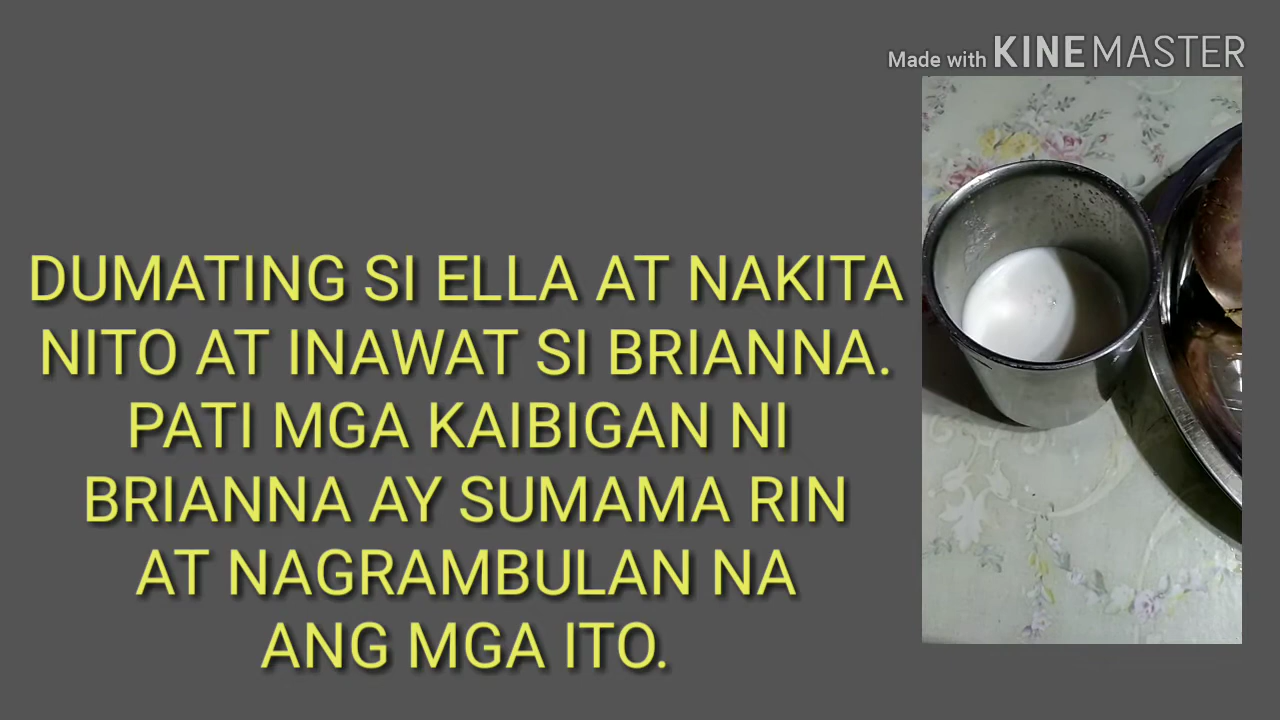 Made with KINEMASTER
DUMATING SI ELLA AT NAKITA
NITO AT INAWAT SI BRIANNA.
PATI MGA KAIBIGAN NI
BRIANNA AY SUMAMA RIN
AT NAGRAMBULAN NA
ANG MGA ITO.